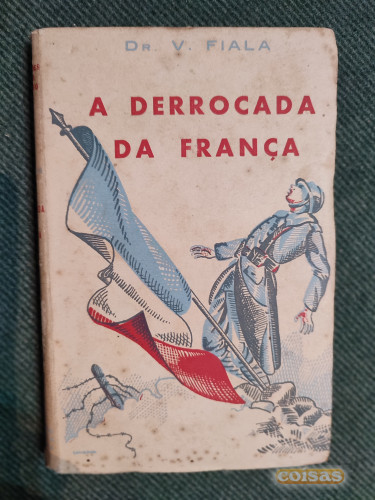 DR. V. FIALA
A DERROCADA
DA FRANÇA
coisas